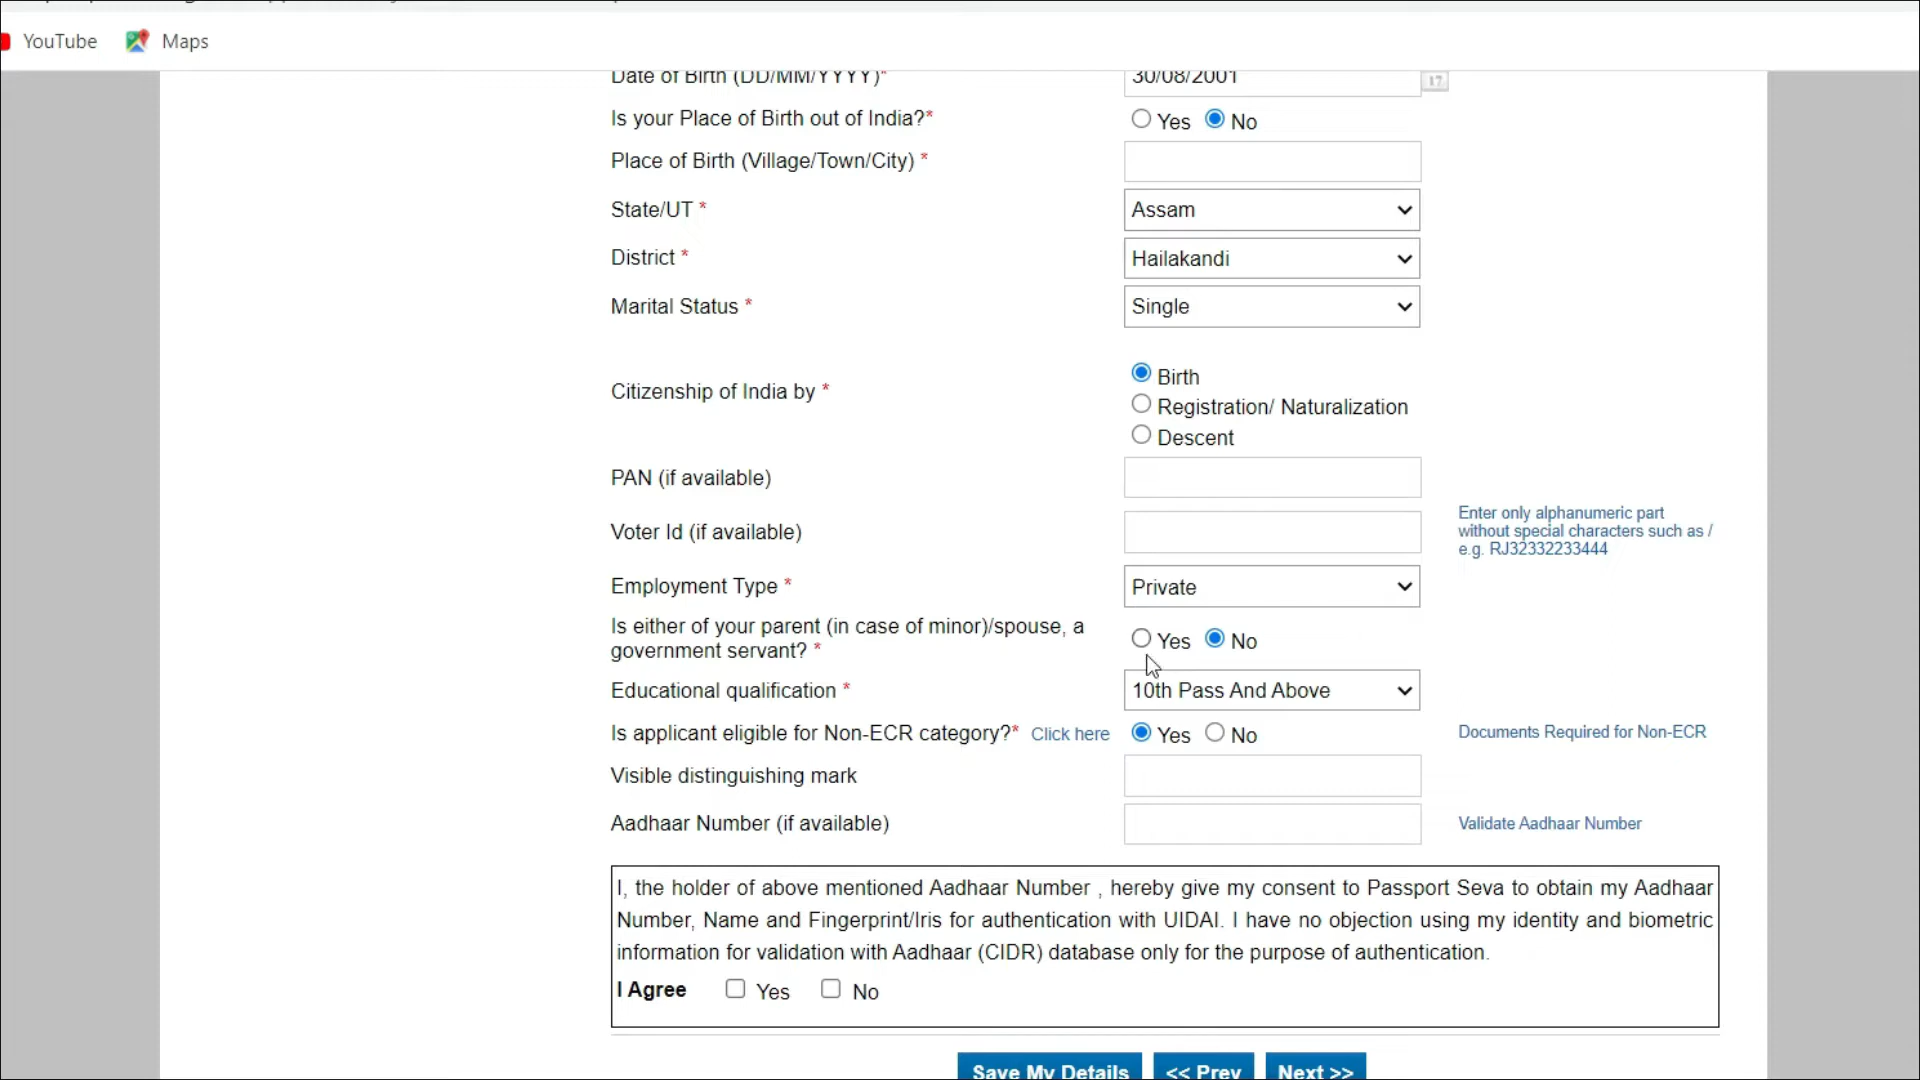 YouTube Maps
Date of Birth (DD/MM/YYYY)* 30/08/2001 17
Is your Place of Birth out of India?* Yes No
Place of Birth (Village/Town/City) *
State/UT * Assam
District * Hailakandi
Marital Status * Single
Citizenship of India by * Birth
Registration/ Naturalization
Descent
PAN (if available)
Voter Id (if available)
Enter only alphanumeric part
without special characters such as /
e.g. RJ32332233444
Employment Type * Private
Is either of your parent (in case of minor)/spouse, a
government servant? * Yes No
Educational qualification * 10th Pass And Above
Is applicant eligible for Non-ECR category?* Click here Yes No Documents Required for Non-ECR
Visible distinguishing mark
Aadhaar Number (if available) Validate Aadhaar Number
I, the holder of above mentioned Aadhaar Number , hereby give my consent to Passport Seva to obtain my Aadhaar
Number, Name and Fingerprint/Iris for authentication with UIDAI. I have no objection using my identity and biometric
information for validation with Aadhaar (CIDR) database only for the purpose of authentication.
I Agree Yes No
Save My Details << Prev Next >>